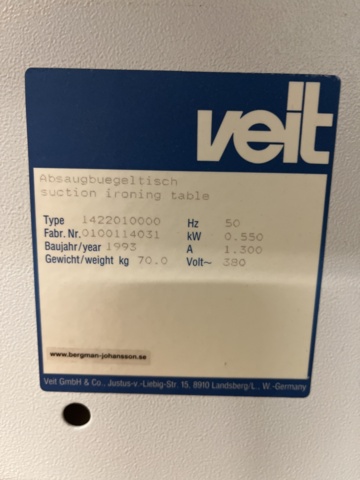 veit
Absaugbuegeltisch
suction ironing table
Type 1422010000 Hz 50
Fabr. Nr. 0100114031 kW 0.550
Baujahr/year 1993 A 1.300
Gewicht/weight kg 70.0 Volt~ 380
www.bergman-johansson.se
Veit GmbH & Co., Justus-v.-Liebig-Str. 15, 8910 Landsberg/L., W.-Germany